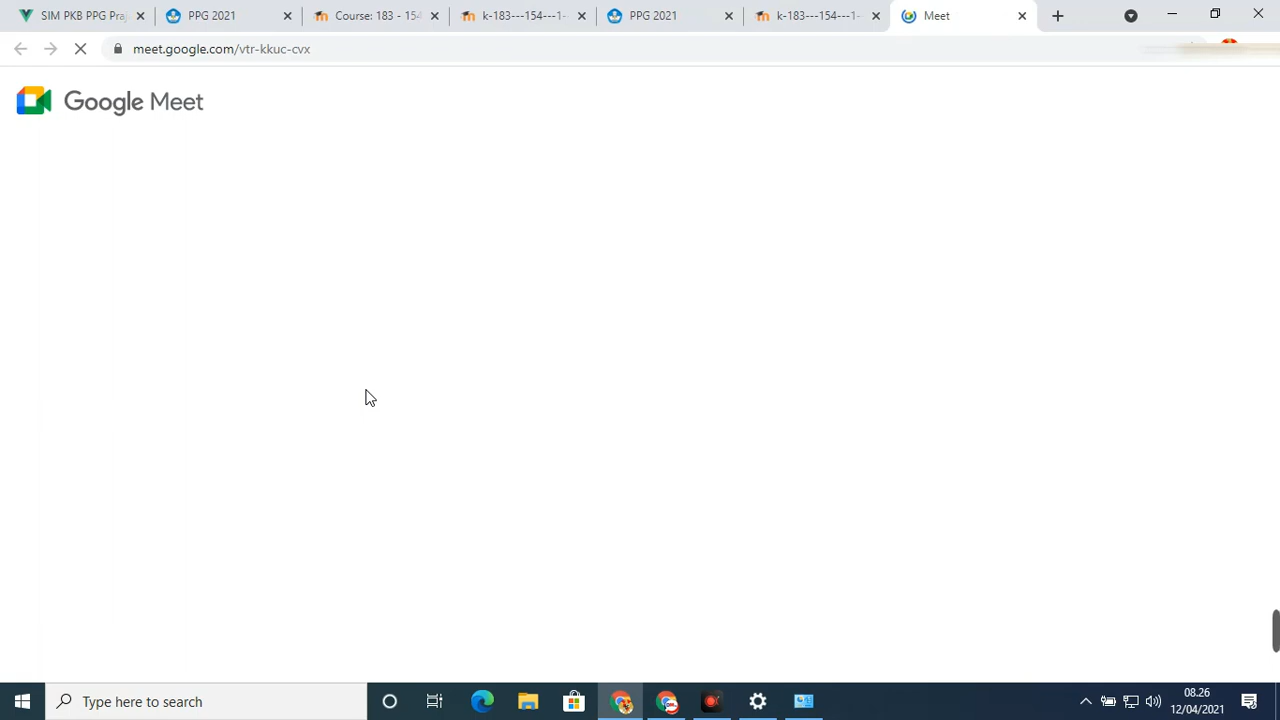 SIM PKB PPG Pra
PPG 2021
Course: 183 - 154
k-183---154---1-
PPG 2021
k-183---154---1-
Meet
meet.google.com/vtr-kkuc-cvx
Google Meet
Type here to search
08.26
12/04/2021